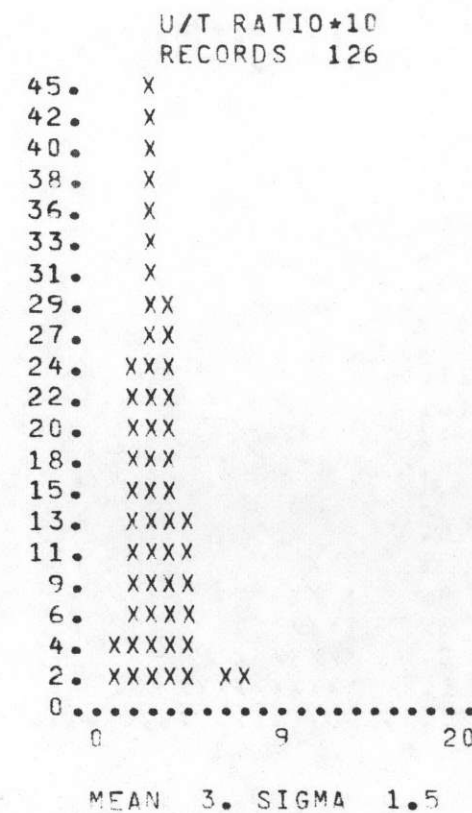 U/T RATIO*10
RECORDS 126
45. X
42. X
40. X
38. X
36. X
33. X
31. X
29. XX
27. XX
24. XXX
22. XXX
20. XXX
18. XXX
15. XXX
13. XXXX
11. XXXX
9. XXXX
6. XXXX
4. XXXXX
2. XXXXX XX
0......................
0 9 20
MEAN 3. SIGMA 1.5